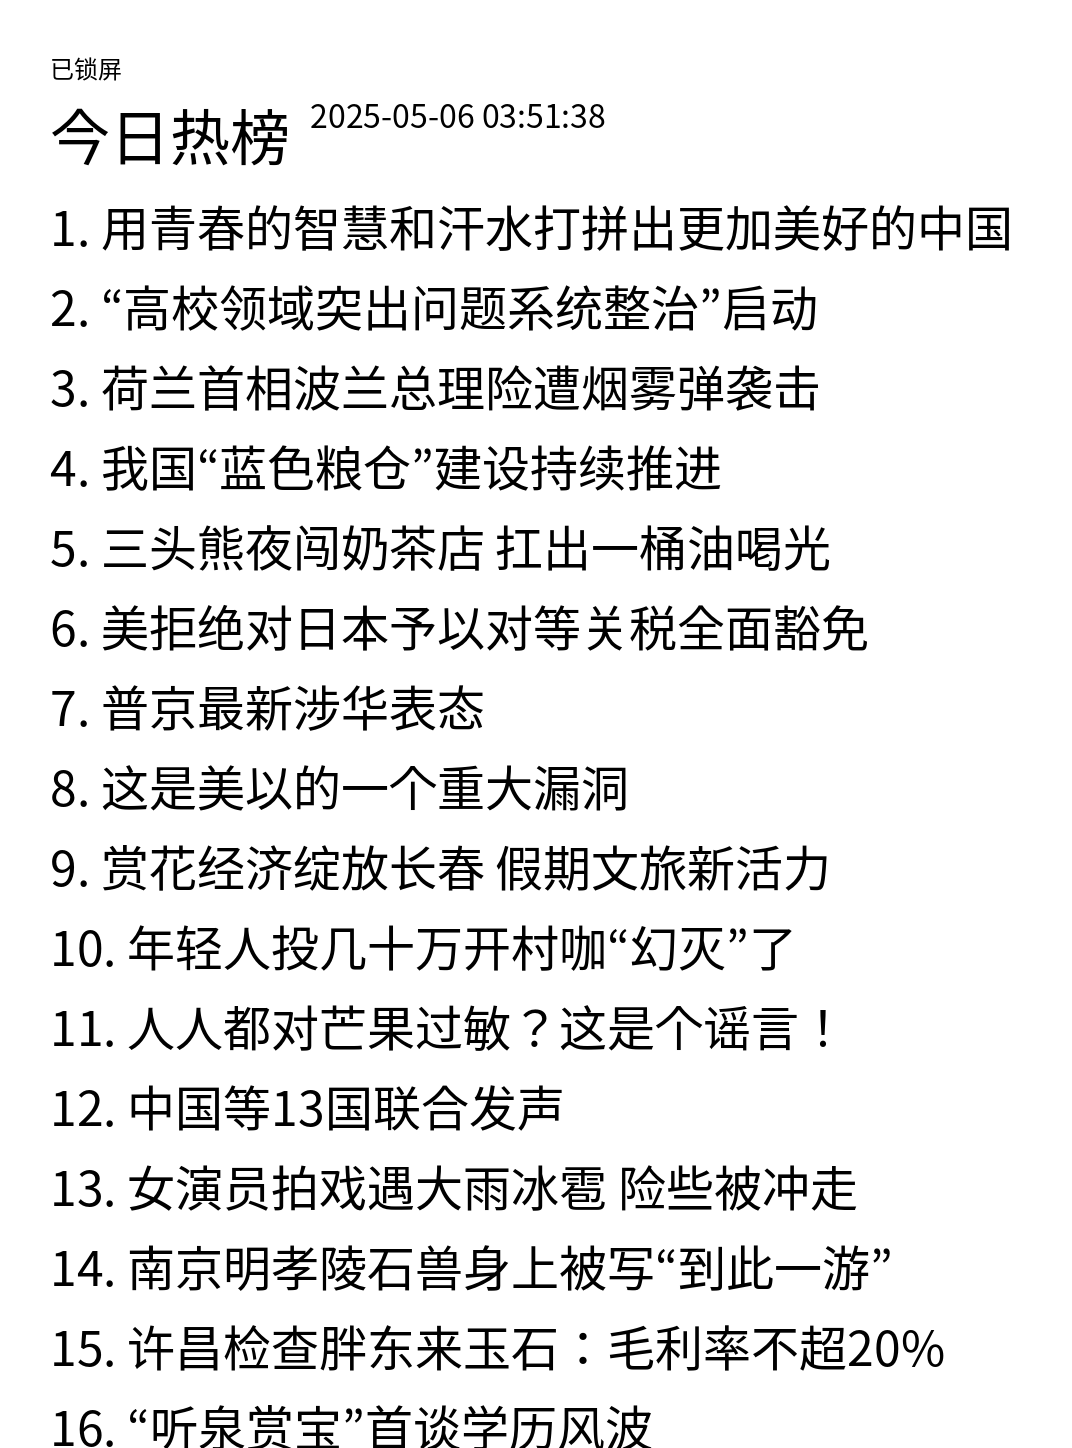 已锁屏
今日热榜 2025-05-06 03:51:38
1. 用青春的智慧和汗水打拼出更加美好的中国
2. “高校领域突出问题系统整治”启动
3. 荷兰首相波兰总理险遭烟雾弹袭击
4. 我国“蓝色粮仓”建设持续推进
5. 三头熊夜闯奶茶店 扛出一桶油喝光
6. 美拒绝对日本予以对等关税全面豁免
7. 普京最新涉华表态
8. 这是美以的一个重大漏洞
9. 赏花经济绽放长春 假期文旅新活力
10. 年轻人投几十万开村咖“幻灭”了
11. 人人都对芒果过敏？这是个谣言！
12. 中国等13国联合发声
13. 女演员拍戏遇大雨冰雹 险些被冲走
14. 南京明孝陵石兽身上被写“到此一游”
15. 许昌检查胖东来玉石：毛利率不超20%
16. “听泉赏宝”首谈学历风波